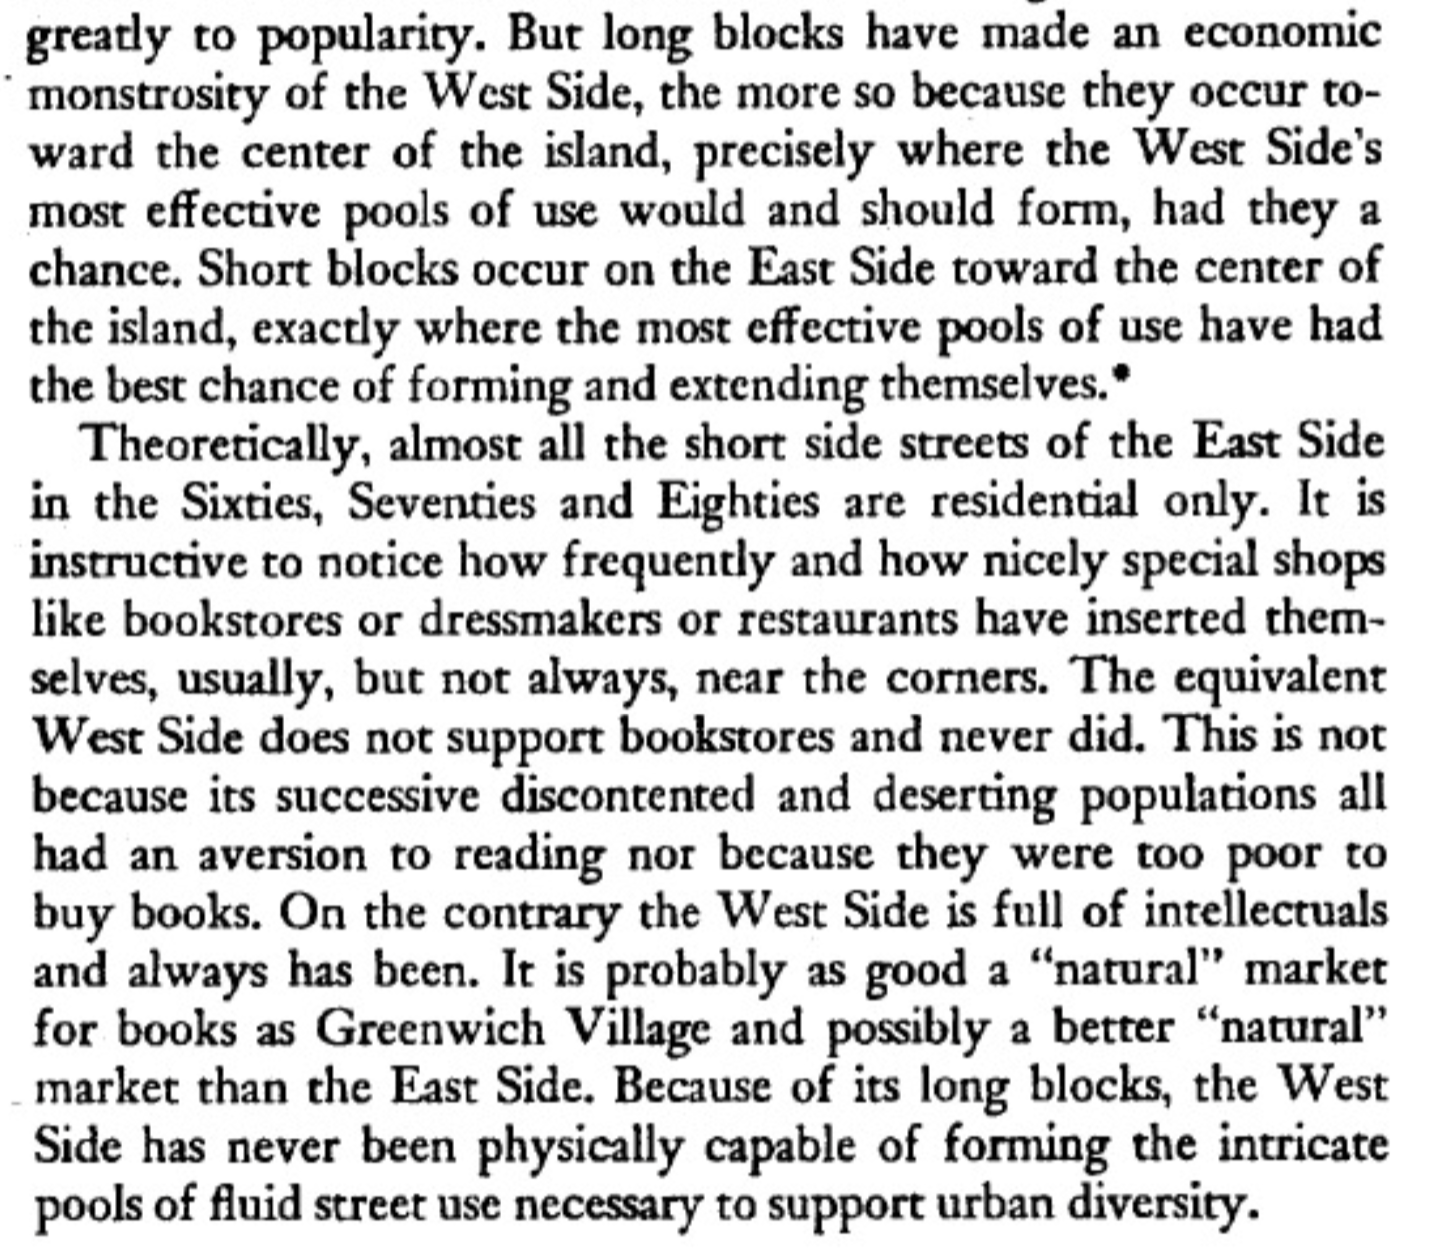 greatly to popularity. But long blocks have made an economic
monstrosity of the West Side, the more so because they occur to-
ward the center of the island, precisely where the West Side's
most effective pools of use would and should form, had they a
chance. Short blocks occur on the East Side toward the center of
the island, exactly where the most effective pools of use have had
the best chance of forming and extending themselves.*
Theoretically, almost all the short side streets of the East Side
in the Sixties, Seventies and Eighties are residential only. It is
instructive to notice how frequently and how nicely special shops
like bookstores or dressmakers or restaurants have inserted them-
selves, usually, but not always, near the corners. The equivalent
West Side does not support bookstores and never did. This is not
because its successive discontented and deserting populations all
had an aversion to reading nor because they were too poor to
buy books. On the contrary the West Side is full of intellectuals
and always has been. It is probably as good a "natural" market
for books as Greenwich Village and possibly a better "natural"
market than the East Side. Because of its long blocks, the West
Side has never been physically capable of forming the intricate
pools of fluid street use necessary to support urban diversity.